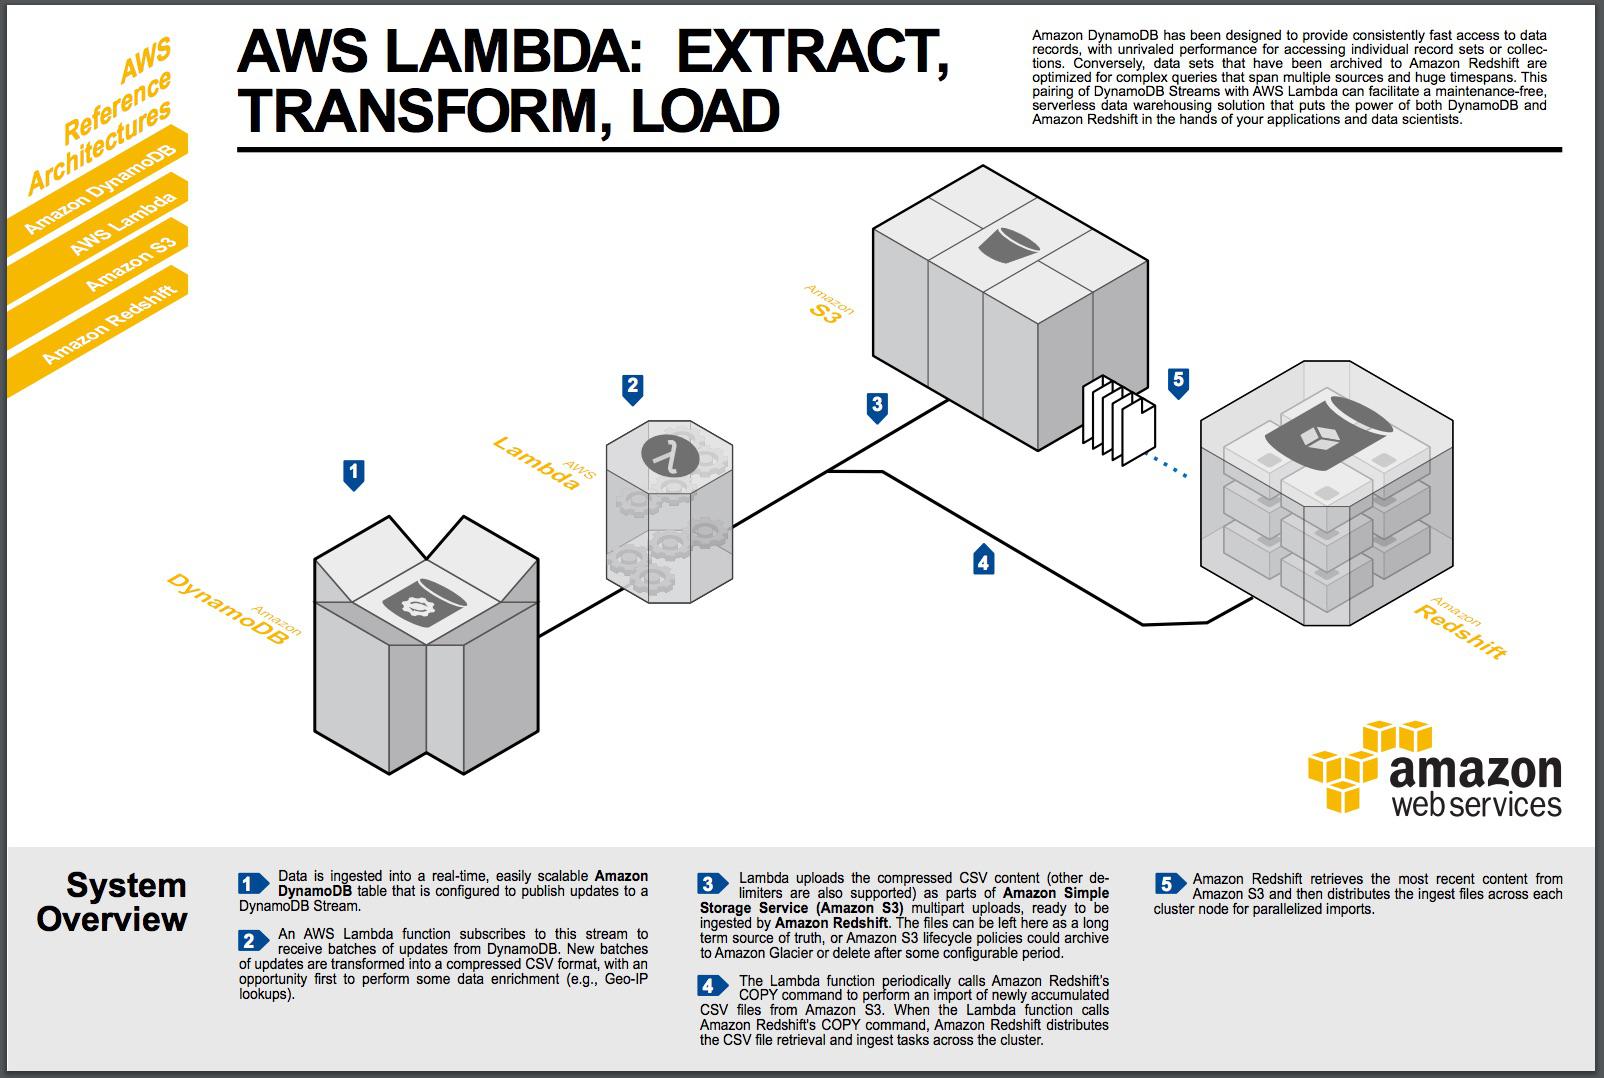 AWS
Reference
Architectures
Amazon DynamoDB
AWS Lambda
Amazon S3
Amazon Redshift
AWS LAMBDA: EXTRACT,
TRANSFORM, LOAD
Amazon DynamoDB has been designed to provide consistently fast access to data
records, with unrivaled performance for accessing individual record sets or collec-
tions. Conversely, data sets that have been archived to Amazon Redshift are
optimized for complex queries that span multiple sources and huge timespans. This
pairing of DynamoDB Streams with AWS Lambda can facilitate a maintenance-free,
serverless data warehousing solution that puts the power of both DynamoDB and
Amazon Redshift in the hands of your applications and data scientists.
Amazon
S3
5
2
3
AWS
Lambda
1
4
Amazon
DynamoDB
Amazon
Redshift
amazon
web services
System
Overview
1 Data is ingested into a real-time, easily scalable Amazon
DynamoDB table that is configured to publish updates to a
DynamoDB Stream.
2 An AWS Lambda function subscribes to this stream to
receive batches of updates from DynamoDB. New batches
of updates are transformed into a compressed CSV format, with an
opportunity first to perform some data enrichment (e.g., Geo-IP
lookups).
3 Lambda uploads the compressed CSV content (other de-
limiters are also supported) as parts of Amazon Simple
Storage Service (Amazon S3) multipart uploads, ready to be
ingested by Amazon Redshift. The files can be left here as a long
term source of truth, or Amazon S3 lifecycle policies could archive
to Amazon Glacier or delete after some configurable period.
4 The Lambda function periodically calls Amazon Redshift's
COPY command to perform an import of newly accumulated
CSV files from Amazon S3. When the Lambda function calls
Amazon Redshift's COPY command, Amazon Redshift distributes
the CSV file retrieval and ingest tasks across the cluster.
5 Amazon Redshift retrieves the most recent content from
Amazon S3 and then distributes the ingest files across each
cluster node for parallelized imports.